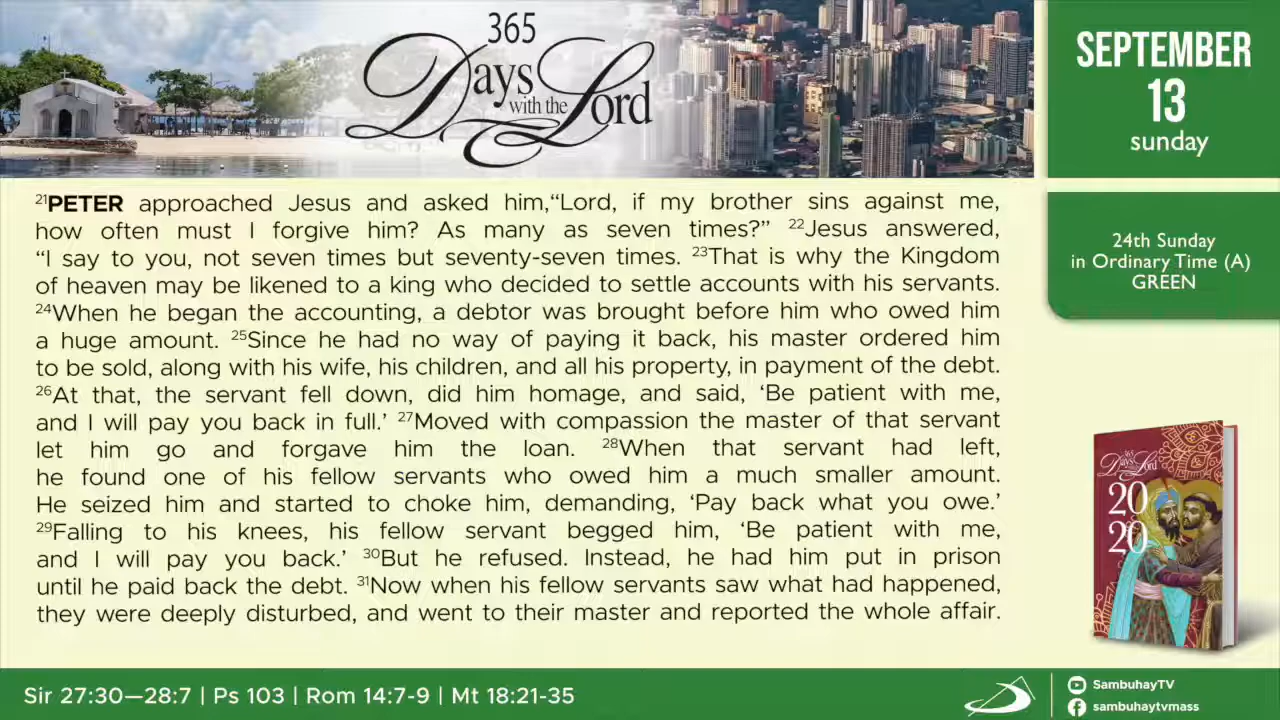 365
Days with the Lord
SEPTEMBER
13
sunday
24th Sunday
in Ordinary Time (A)
GREEN
²¹PETER approached Jesus and asked him,“Lord, if my brother sins against me,
how often must I forgive him? As many as seven times?” ²²Jesus answered,
“I say to you, not seven times but seventy-seven times. ²³That is why the Kingdom
of heaven may be likened to a king who decided to settle accounts with his servants.
²⁴When he began the accounting, a debtor was brought before him who owed him
a huge amount. ²⁵Since he had no way of paying it back, his master ordered him
to be sold, along with his wife, his children, and all his property, in payment of the debt.
²⁶At that, the servant fell down, did him homage, and said, ‘Be patient with me,
and I will pay you back in full.’ ²⁷Moved with compassion the master of that servant
let him go and forgave him the loan. ²⁸When that servant had left,
he found one of his fellow servants who owed him a much smaller amount.
He seized him and started to choke him, demanding, ‘Pay back what you owe.’
²⁹Falling to his knees, his fellow servant begged him, ‘Be patient with me,
and I will pay you back.’ ³⁰But he refused. Instead, he had him put in prison
until he paid back the debt. ³¹Now when his fellow servants saw what had happened,
they were deeply disturbed, and went to their master and reported the whole affair.
365
Days with the Lord
20
20
Sir 27:30—28:7 | Ps 103 | Rom 14:7-9 | Mt 18:21-35
SambuhayTV
sambuhaytvmass